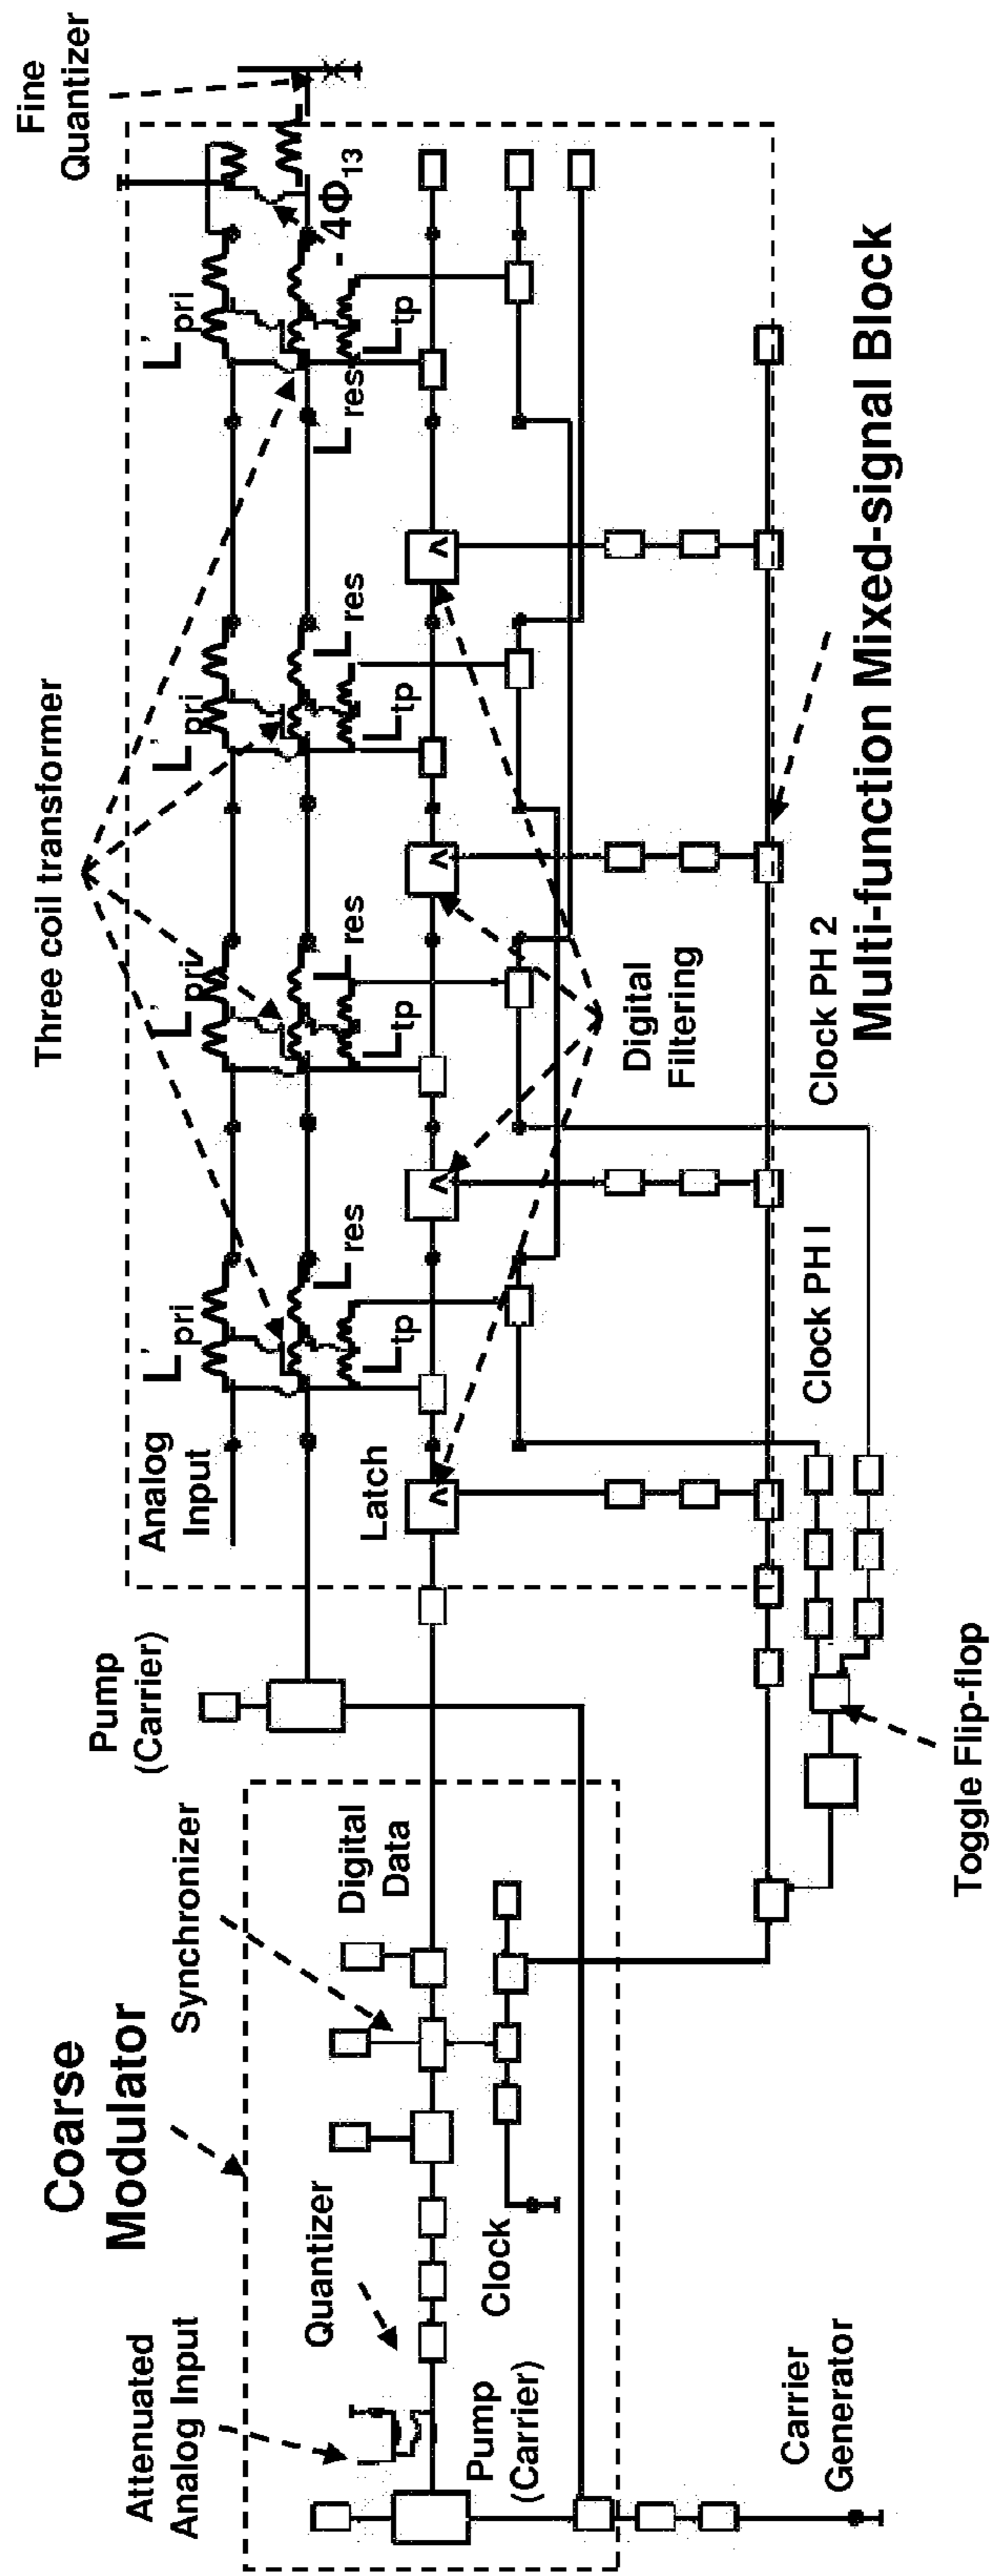 Coarse
Modulator
Attenuated
Analog Input
Quantizer
Synchronizer
Digital
Data
Clock
Pump
(Carrier)
Carrier
Generator
Pump
(Carrier)
Toggle Flip-flop
Analog
Input
Latch
Three coil transformer
L'pri
Lres
Ltp
L'pri
Lres
Ltp
L'pri
Lres
Ltp
L'pri
Lres
Ltp
- 4Φ13
Fine
Quantizer
Digital
Filtering
Clock PH I
Clock PH 2
Multi-function Mixed-signal Block